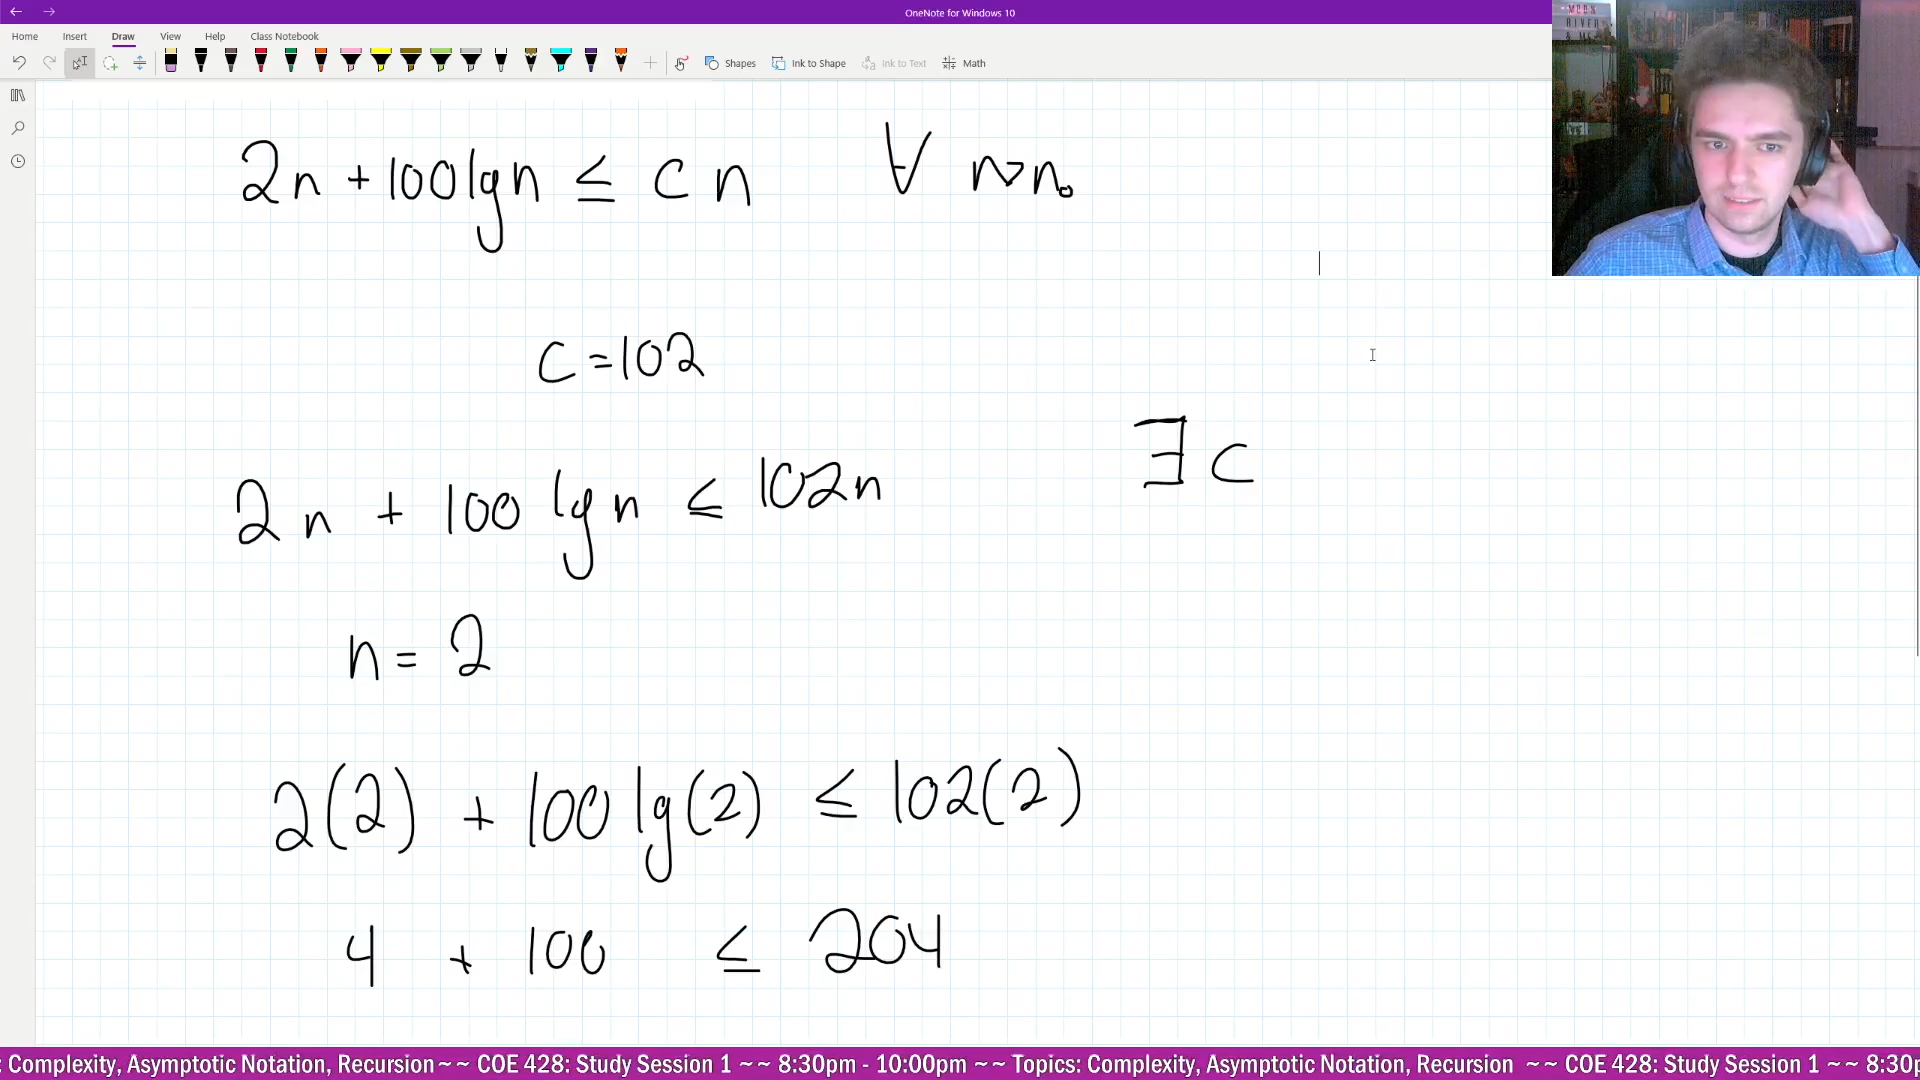 OneNote for Windows 10
Home Insert Draw View Help Class Notebook
Shapes Ink to Shape Ink to Text Math
MOON
RIVER
2n + 100lgn ≤ c n ∀ n>n₀
c = 102
∃ c
2n + 100 lg n ≤ 102n
n = 2
2(2) + 100 lg(2) ≤ 102(2)
4 + 100 ≤ 204
: Complexity, Asymptotic Notation, Recursion ~~ COE 428: Study Session 1 ~~ 8:30pm - 10:00pm ~~ Topics: Complexity, Asymptotic Notation, Recursion ~~ COE 428: Study Session 1 ~~ 8:30p